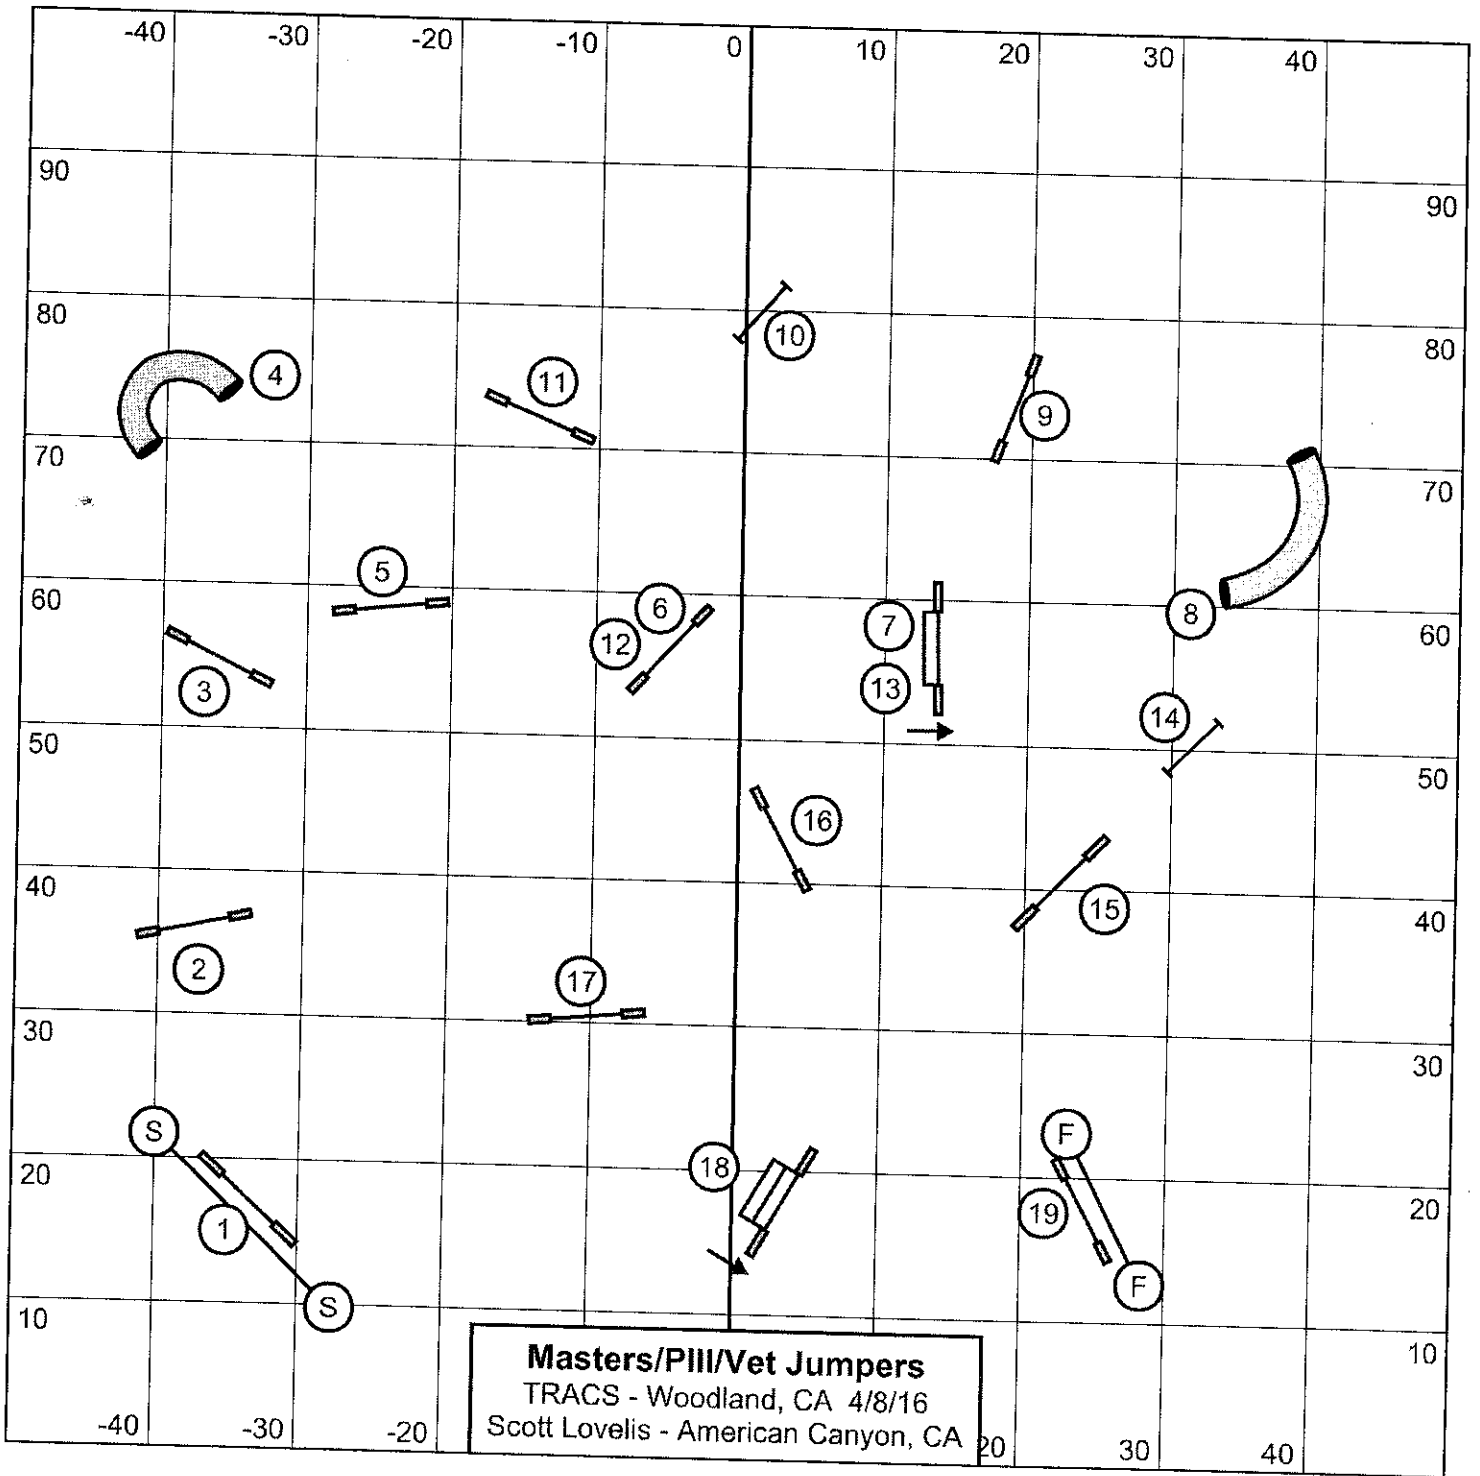 -40 -30 -20 -10 0 10 20 30 40
90 90
80 80
10
4 11
9
70 70
5
60 6 60
7 8
12
3 13
14
50 50
16
40 15 40
2
17
30 30
S F
18
20 20
1 19
S F
10 10
Masters/PIII/Vet Jumpers
TRACS - Woodland, CA 4/8/16
Scott Lovelis - American Canyon, CA
-40 -30 -20 20 30 40